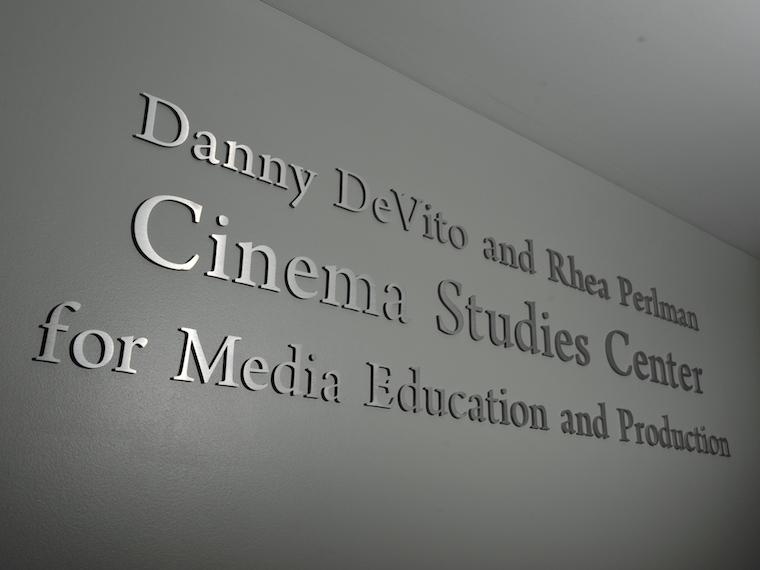 Danny DeVito and Rhea Perlman
Cinema Studies Center
for Media Education and Production